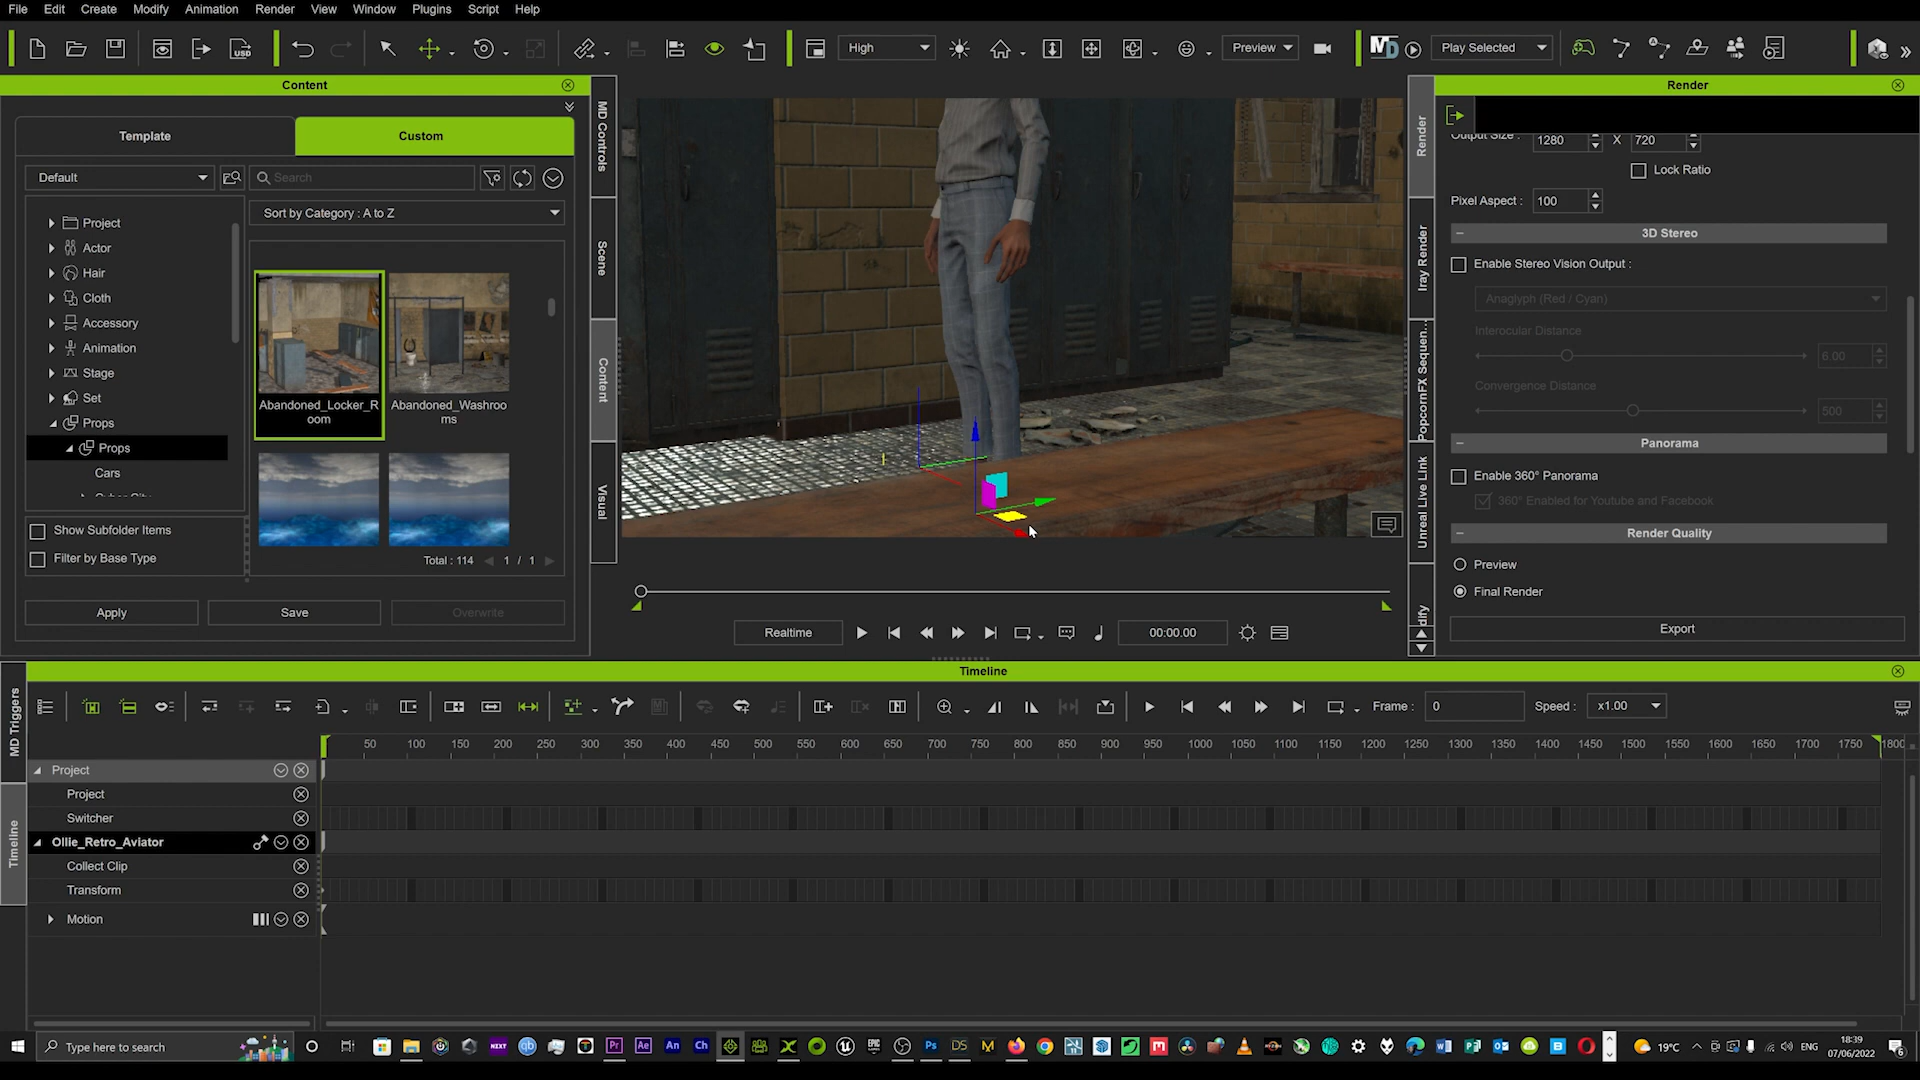 File Edit Create Modify Animation Render View Window Plugins Script Help
High
Preview
Play Selected
Content
Template
Custom
Default
Search
Sort by Category : A to Z
Project
Actor
Hair
Cloth
Accessory
Animation
Stage
Set
Props
Props
Cars
Abandoned_Locker_R
oom
Abandoned_Washroo
ms
Show Subfolder Items
Filter by Base Type
Total : 114
1 / 1
Apply
Save
Overwrite
MD Controls
Scene
Content
Visual
Realtime
00:00.00
Render
Iray Render
PopcornFX Sequen...
Unreal Live Link
Render
Output Size :
1280
X
720
Lock Ratio
Pixel Aspect :
100
3D Stereo
Enable Stereo Vision Output :
Anaglyph (Red / Cyan)
Interocular Distance
6.00
Convergence Distance
500
Panorama
Enable 360° Panorama
360° Enabled for Youtube and Facebook
Render Quality
Preview
Final Render
Export
Timeline
MD Triggers
Timeline
Frame :
0
Speed :
x1.00
50 100 150 200 250 300 350 400 450 500 550 600 650 700 750 800 850 900 950 1000 1050 1100 1150 1200 1250 1300 1350 1400 1450 1500 1550 1600 1650 1700 1750 1800
Project
Project
Switcher
Ollie_Retro_Aviator
Collect Clip
Transform
Motion
Type here to search
19°C
ENG
18:39
07/06/2022